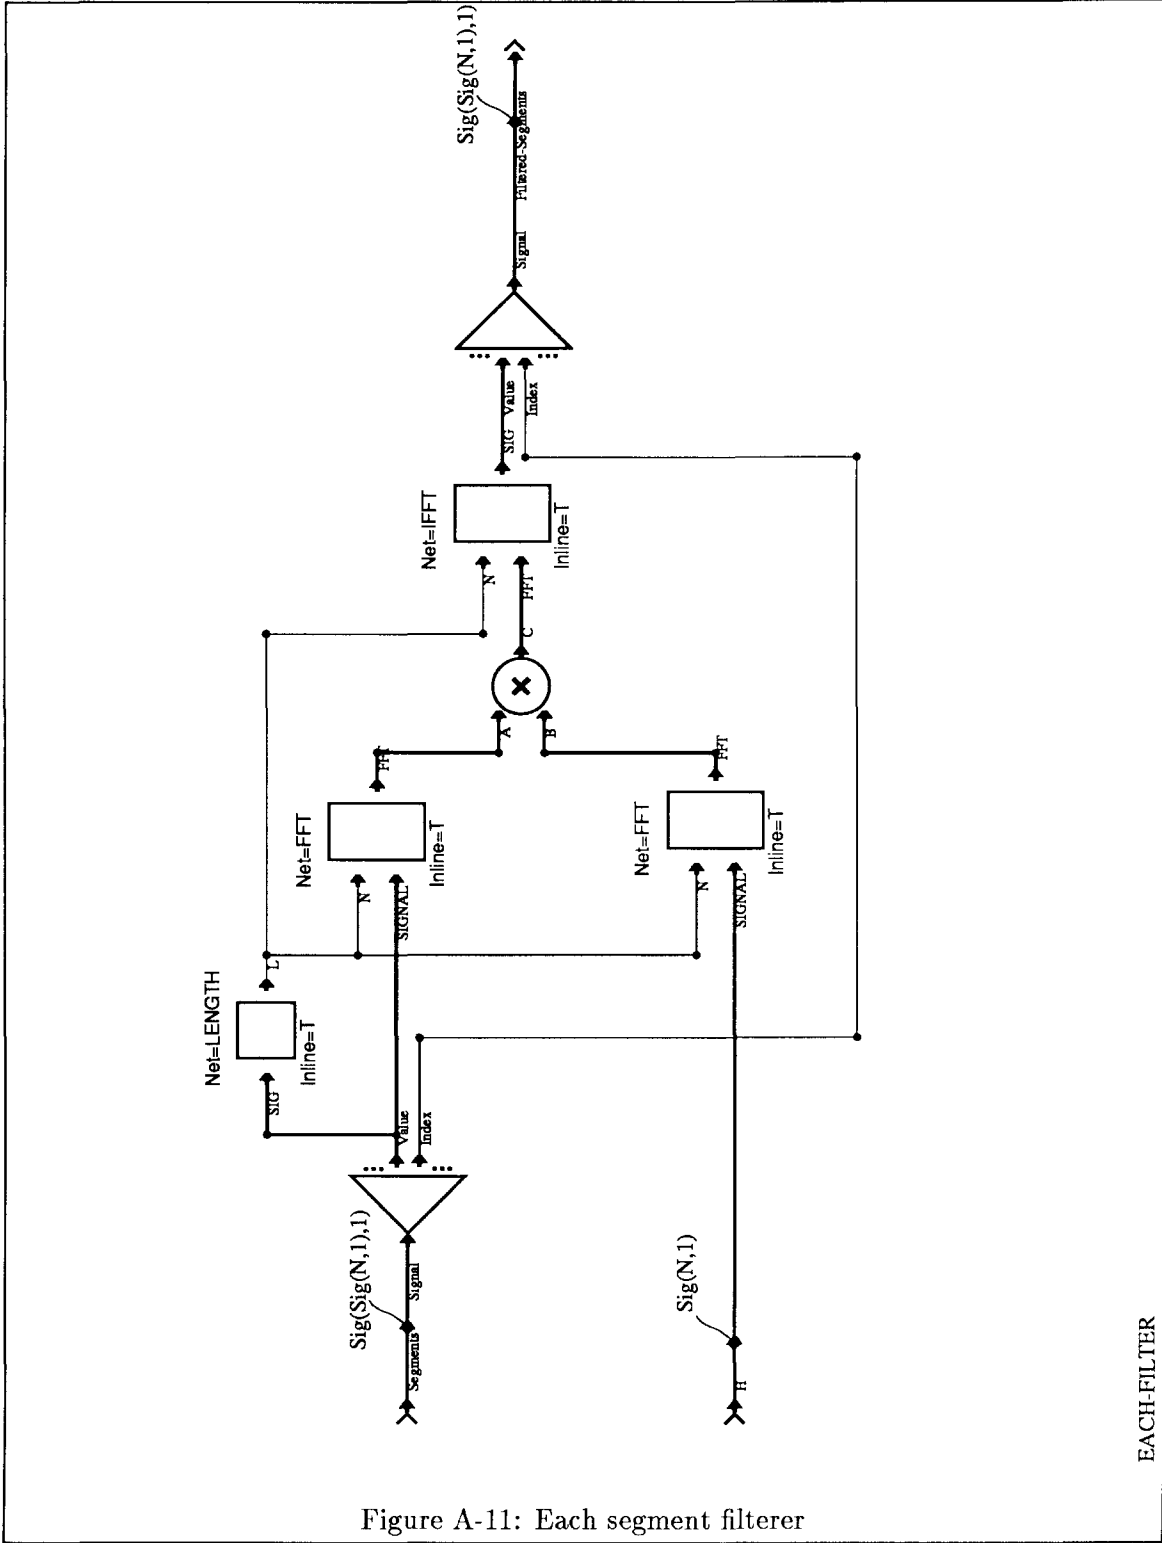 Sig(Sig(N,1),1)
Filtered-Segments
Signal
Value
Index
SIG
Net=IFFT
Inline=T
N
FFT
C
A
B
FFT
FFT
Net=FFT
Inline=T
Net=FFT
Inline=T
N
SIGNAL
N
SIGNAL
L
Net=LENGTH
Inline=T
SIG
Value
Index
Sig(Sig(N,1),1)
Signal
Segments
Sig(N,1)
H
EACH-FILTER
Figure A-11: Each segment filterer